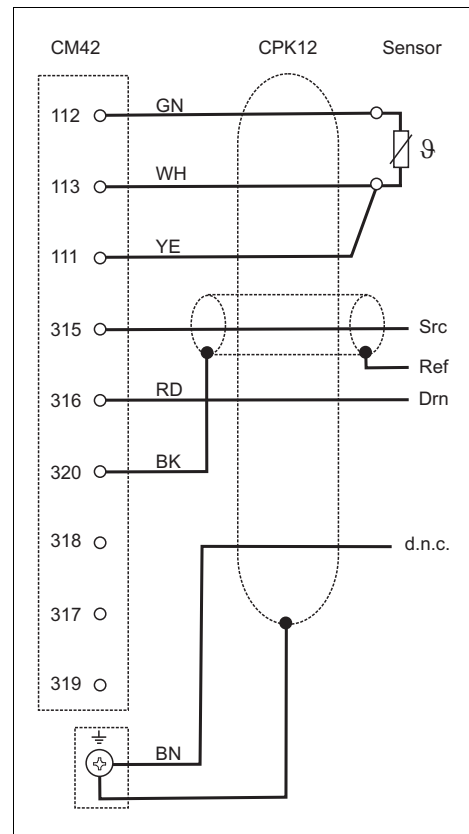 CM42 CPK12 Sensor
112 GN
ϑ
113 WH
111 YE
315 Src
Ref
316 RD Drn
320 BK
318
d.n.c.
317
319
BN